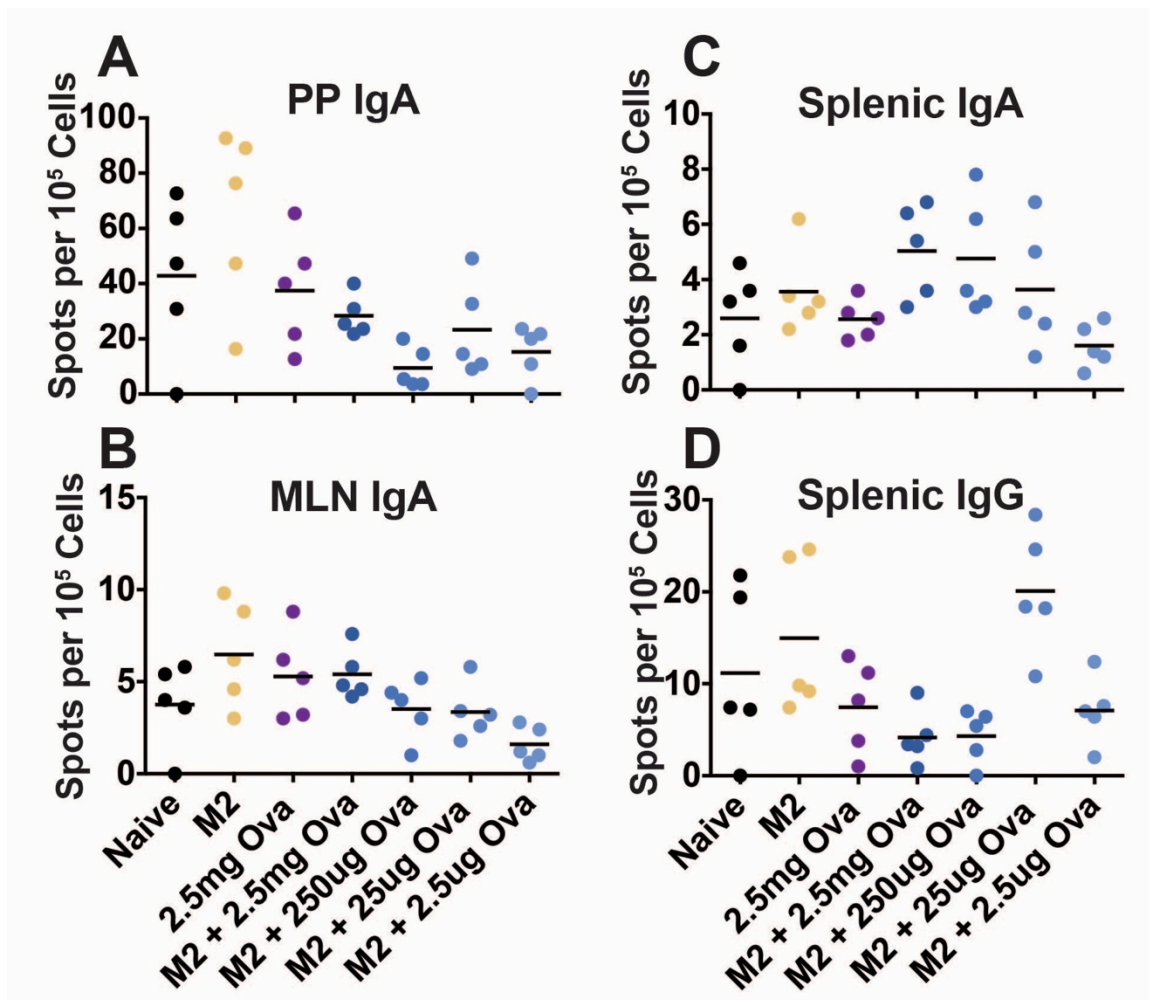 A
PP IgA
Spots per 10⁵ Cells
100
80
60
40
20
0
C
Splenic IgA
Spots per 10⁵ Cells
10
8
6
4
2
0
B
MLN IgA
Spots per 10⁵ Cells
15
10
5
0
Naive
M2
2.5mg Ova
M2 + 2.5mg Ova
M2 + 250ug Ova
M2 + 25ug Ova
M2 + 2.5ug Ova
D
Splenic IgG
Spots per 10⁵ Cells
30
20
10
0
Naive
M2
2.5mg Ova
M2 + 2.5mg Ova
M2 + 250ug Ova
M2 + 25ug Ova
M2 + 2.5ug Ova